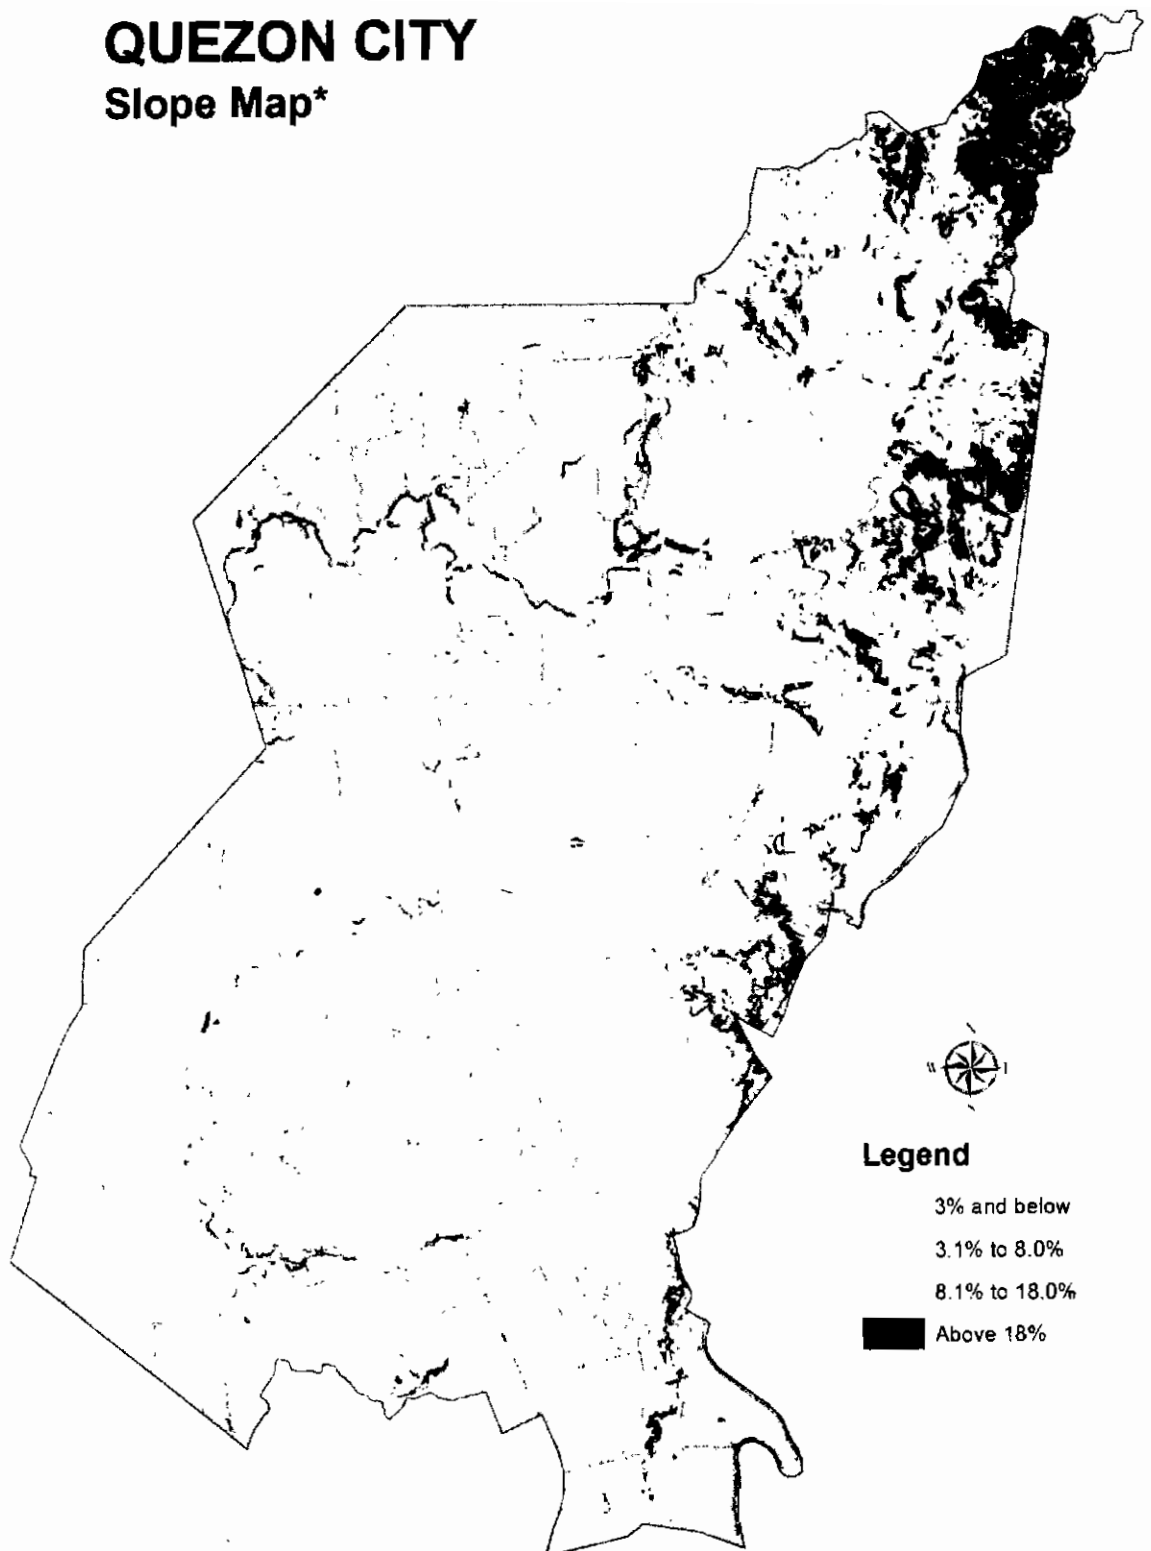 QUEZON CITY
Slope Map*
W
Legend
3% and below
3.1% to 8.0%
8.1% to 18.0%
Above 18%